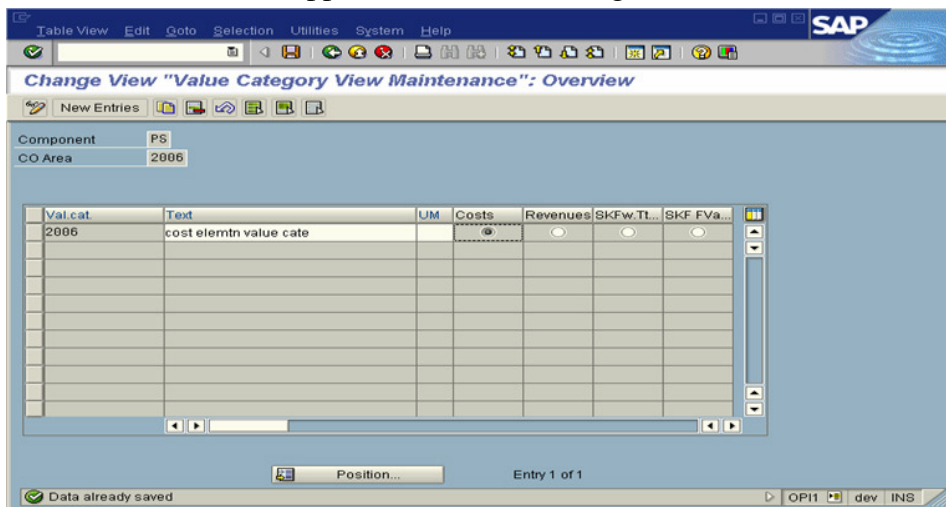 Table View Edit Goto Selection Utilities System Help
SAP
Change View "Value Category View Maintenance": Overview
New Entries
Component PS
CO Area 2006
Val.cat. Text UM Costs Revenues SKFw.Tt... SKF FVa...
2006 cost elemtn value cate
Position... Entry 1 of 1
Data already saved OPI1 dev INS